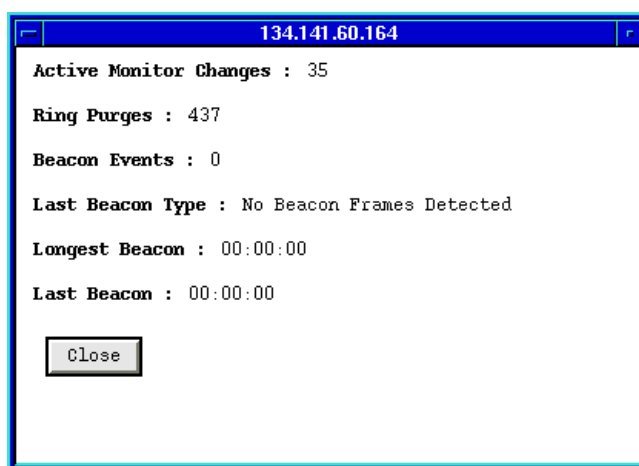 134.141.60.164
Active Monitor Changes : 35
Ring Purges : 437
Beacon Events : 0
Last Beacon Type : No Beacon Frames Detected
Longest Beacon : 00:00:00
Last Beacon : 00:00:00
Close